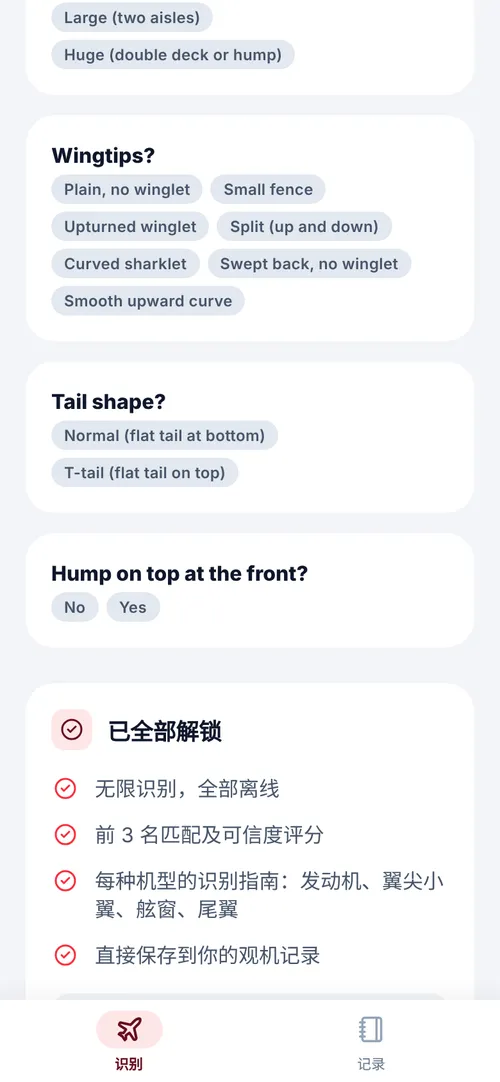 Large (two aisles)
Huge (double deck or hump)
Wingtips?
Plain, no winglet
Small fence
Upturned winglet
Split (up and down)
Curved sharklet
Swept back, no winglet
Smooth upward curve
Tail shape?
Normal (flat tail at bottom)
T-tail (flat tail on top)
Hump on top at the front?
No
Yes
已全部解锁
无限识别，全部离线
前 3 名匹配及可信度评分
每种机型的识别指南：发动机、翼尖小
翼、舷窗、尾翼
直接保存到你的观机记录
识别
记录